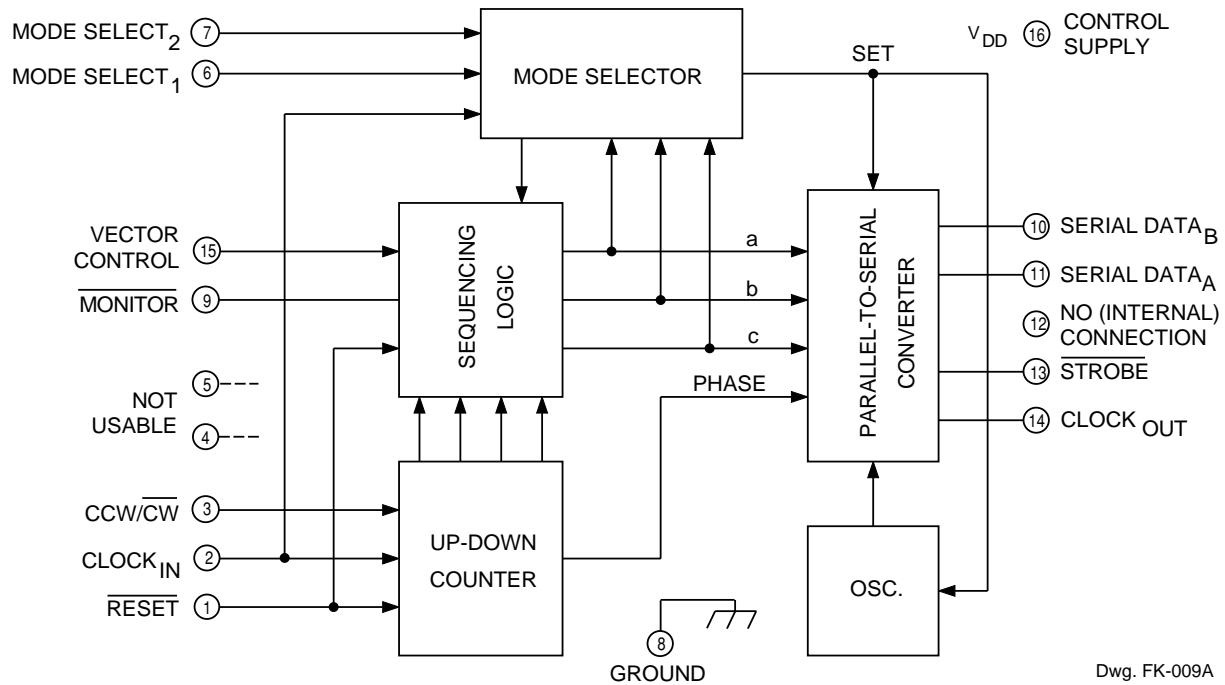 MODE SELECT2 7
MODE SELECT1 6
MODE SELECTOR
SET
VDD 16 CONTROL
SUPPLY
VECTOR
CONTROL
15
MONITOR 9
SEQUENCING
LOGIC
a
b
c
PHASE
PARALLEL-TO-SERIAL
CONVERTER
10 SERIAL DATAB
11 SERIAL DATAA
12 NO (INTERNAL)
CONNECTION
13 STROBE
14 CLOCK OUT
NOT
USABLE
5
4
CCW/CW 3
CLOCKIN 2
RESET 1
UP-DOWN
COUNTER
OSC.
8
GROUND
Dwg. FK-009A